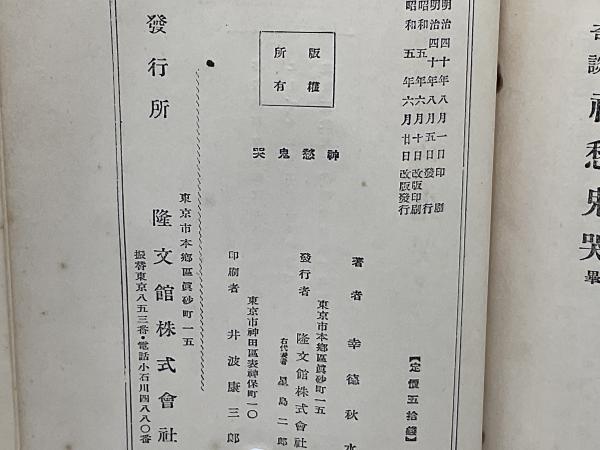 奇談神愁鬼哭 畢
明治四十年八月一日印刷
明治四十年八月五日發行
昭和五年六月十日改版印刷
昭和五年六月廿日改版發行
【定價五拾錢】
版權所有
神愁鬼哭
著者 幸德秋水
東京市本鄕區眞砂町一五
發行者 隆文館株式會社
右代表者 星島二郎
東京市神田區表神保町一〇
印刷者 井波康三郎
發行所
東京市本鄕區眞砂町一五
隆文館株式會社
振替東京八五三番・電話小石川四八八〇番